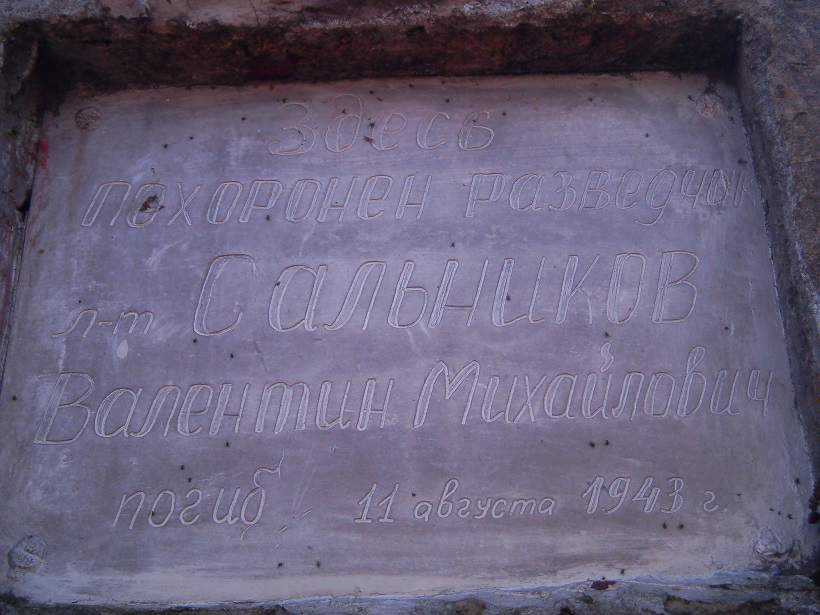 Здесь
похоронен разведчик
л-т Сальников
Валентин Михайлович
погиб 11 августа 1943 г.